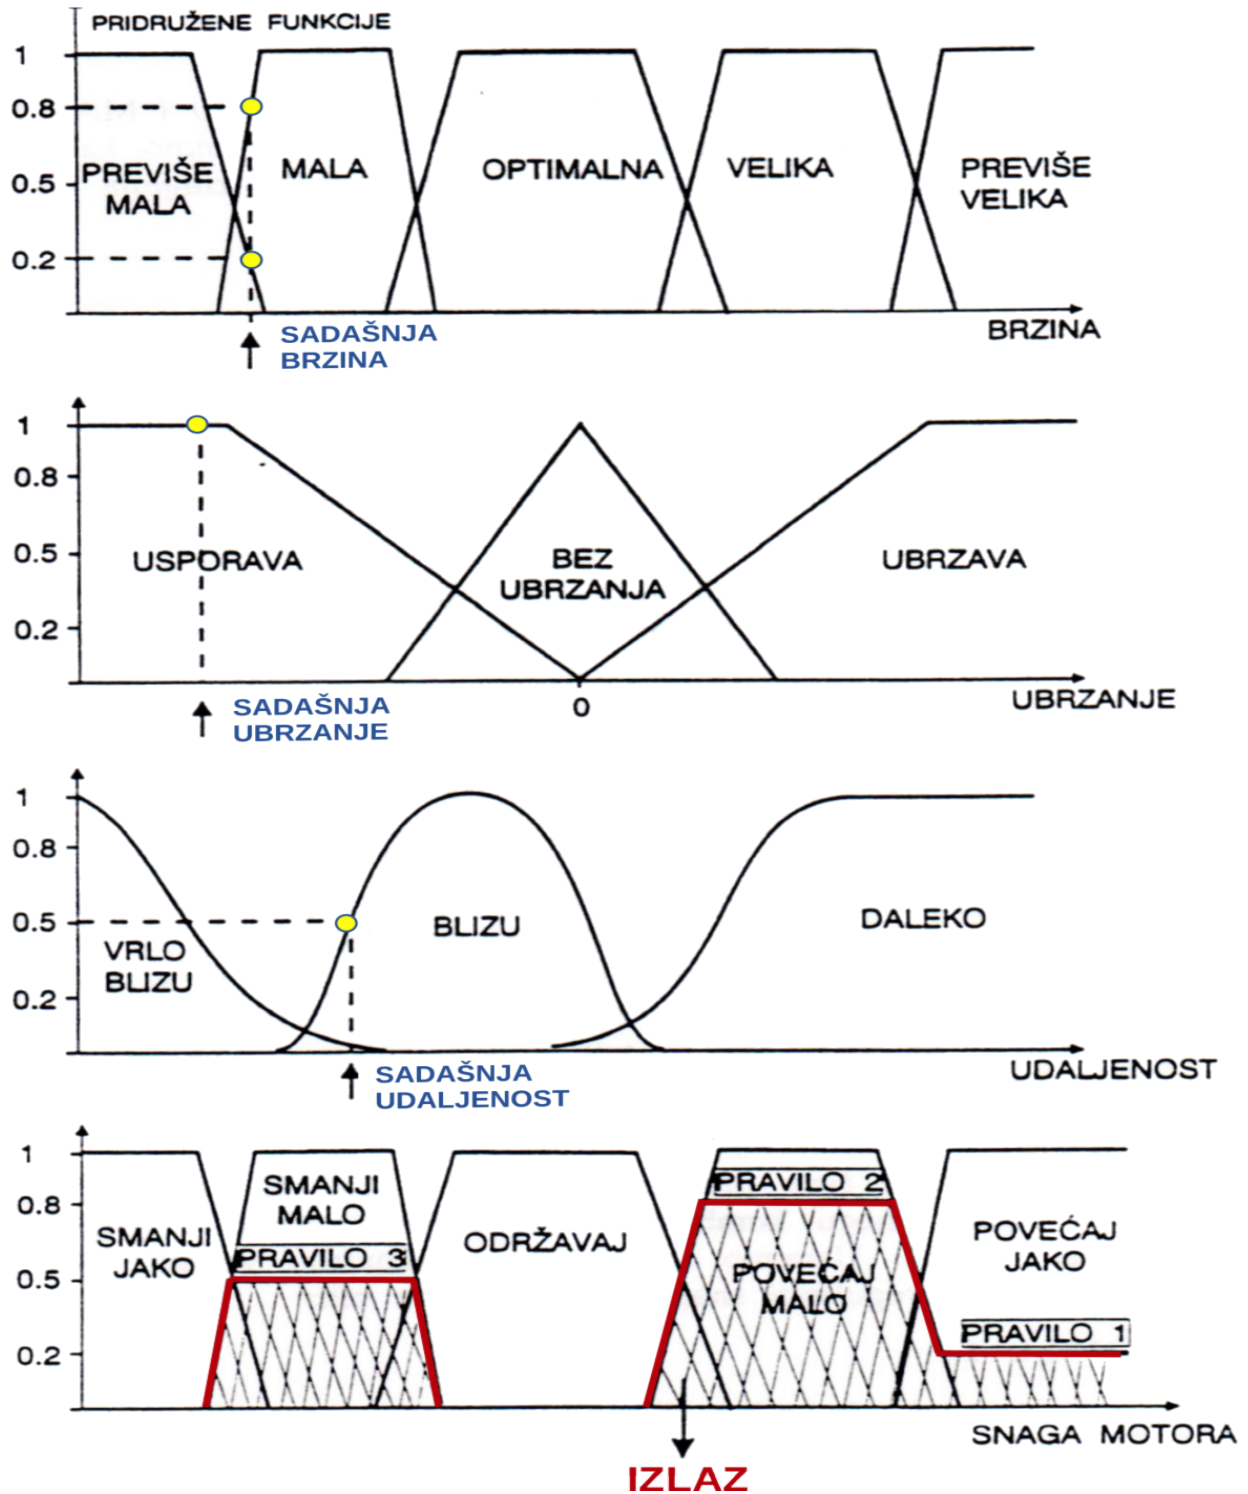 PRIDRUŽENE FUNKCIJE
1
0.8
0.5
0.2
PREVIŠE
MALA
MALA
OPTIMALNA
VELIKA
PREVIŠE
VELIKA
BRZINA
SADAŠNJA
BRZINA
1
0.8
0.5
0.2
USPORAVA
BEZ
UBRZANJA
UBRZAVA
0
UBRZANJE
SADAŠNJA
UBRZANJE
1
0.8
0.5
0.2
VRLO
BLIZU
BLIZU
DALEKO
UDALJENOST
SADAŠNJA
UDALJENOST
1
0.8
0.5
0.2
SMANJI
JAKO
SMANJI
MALO
PRAVILO 3
ODRŽAVAJ
PRAVILO 2
POVEĆAJ
MALO
POVEĆAJ
JAKO
PRAVILO 1
SNAGA MOTORA
IZLAZ